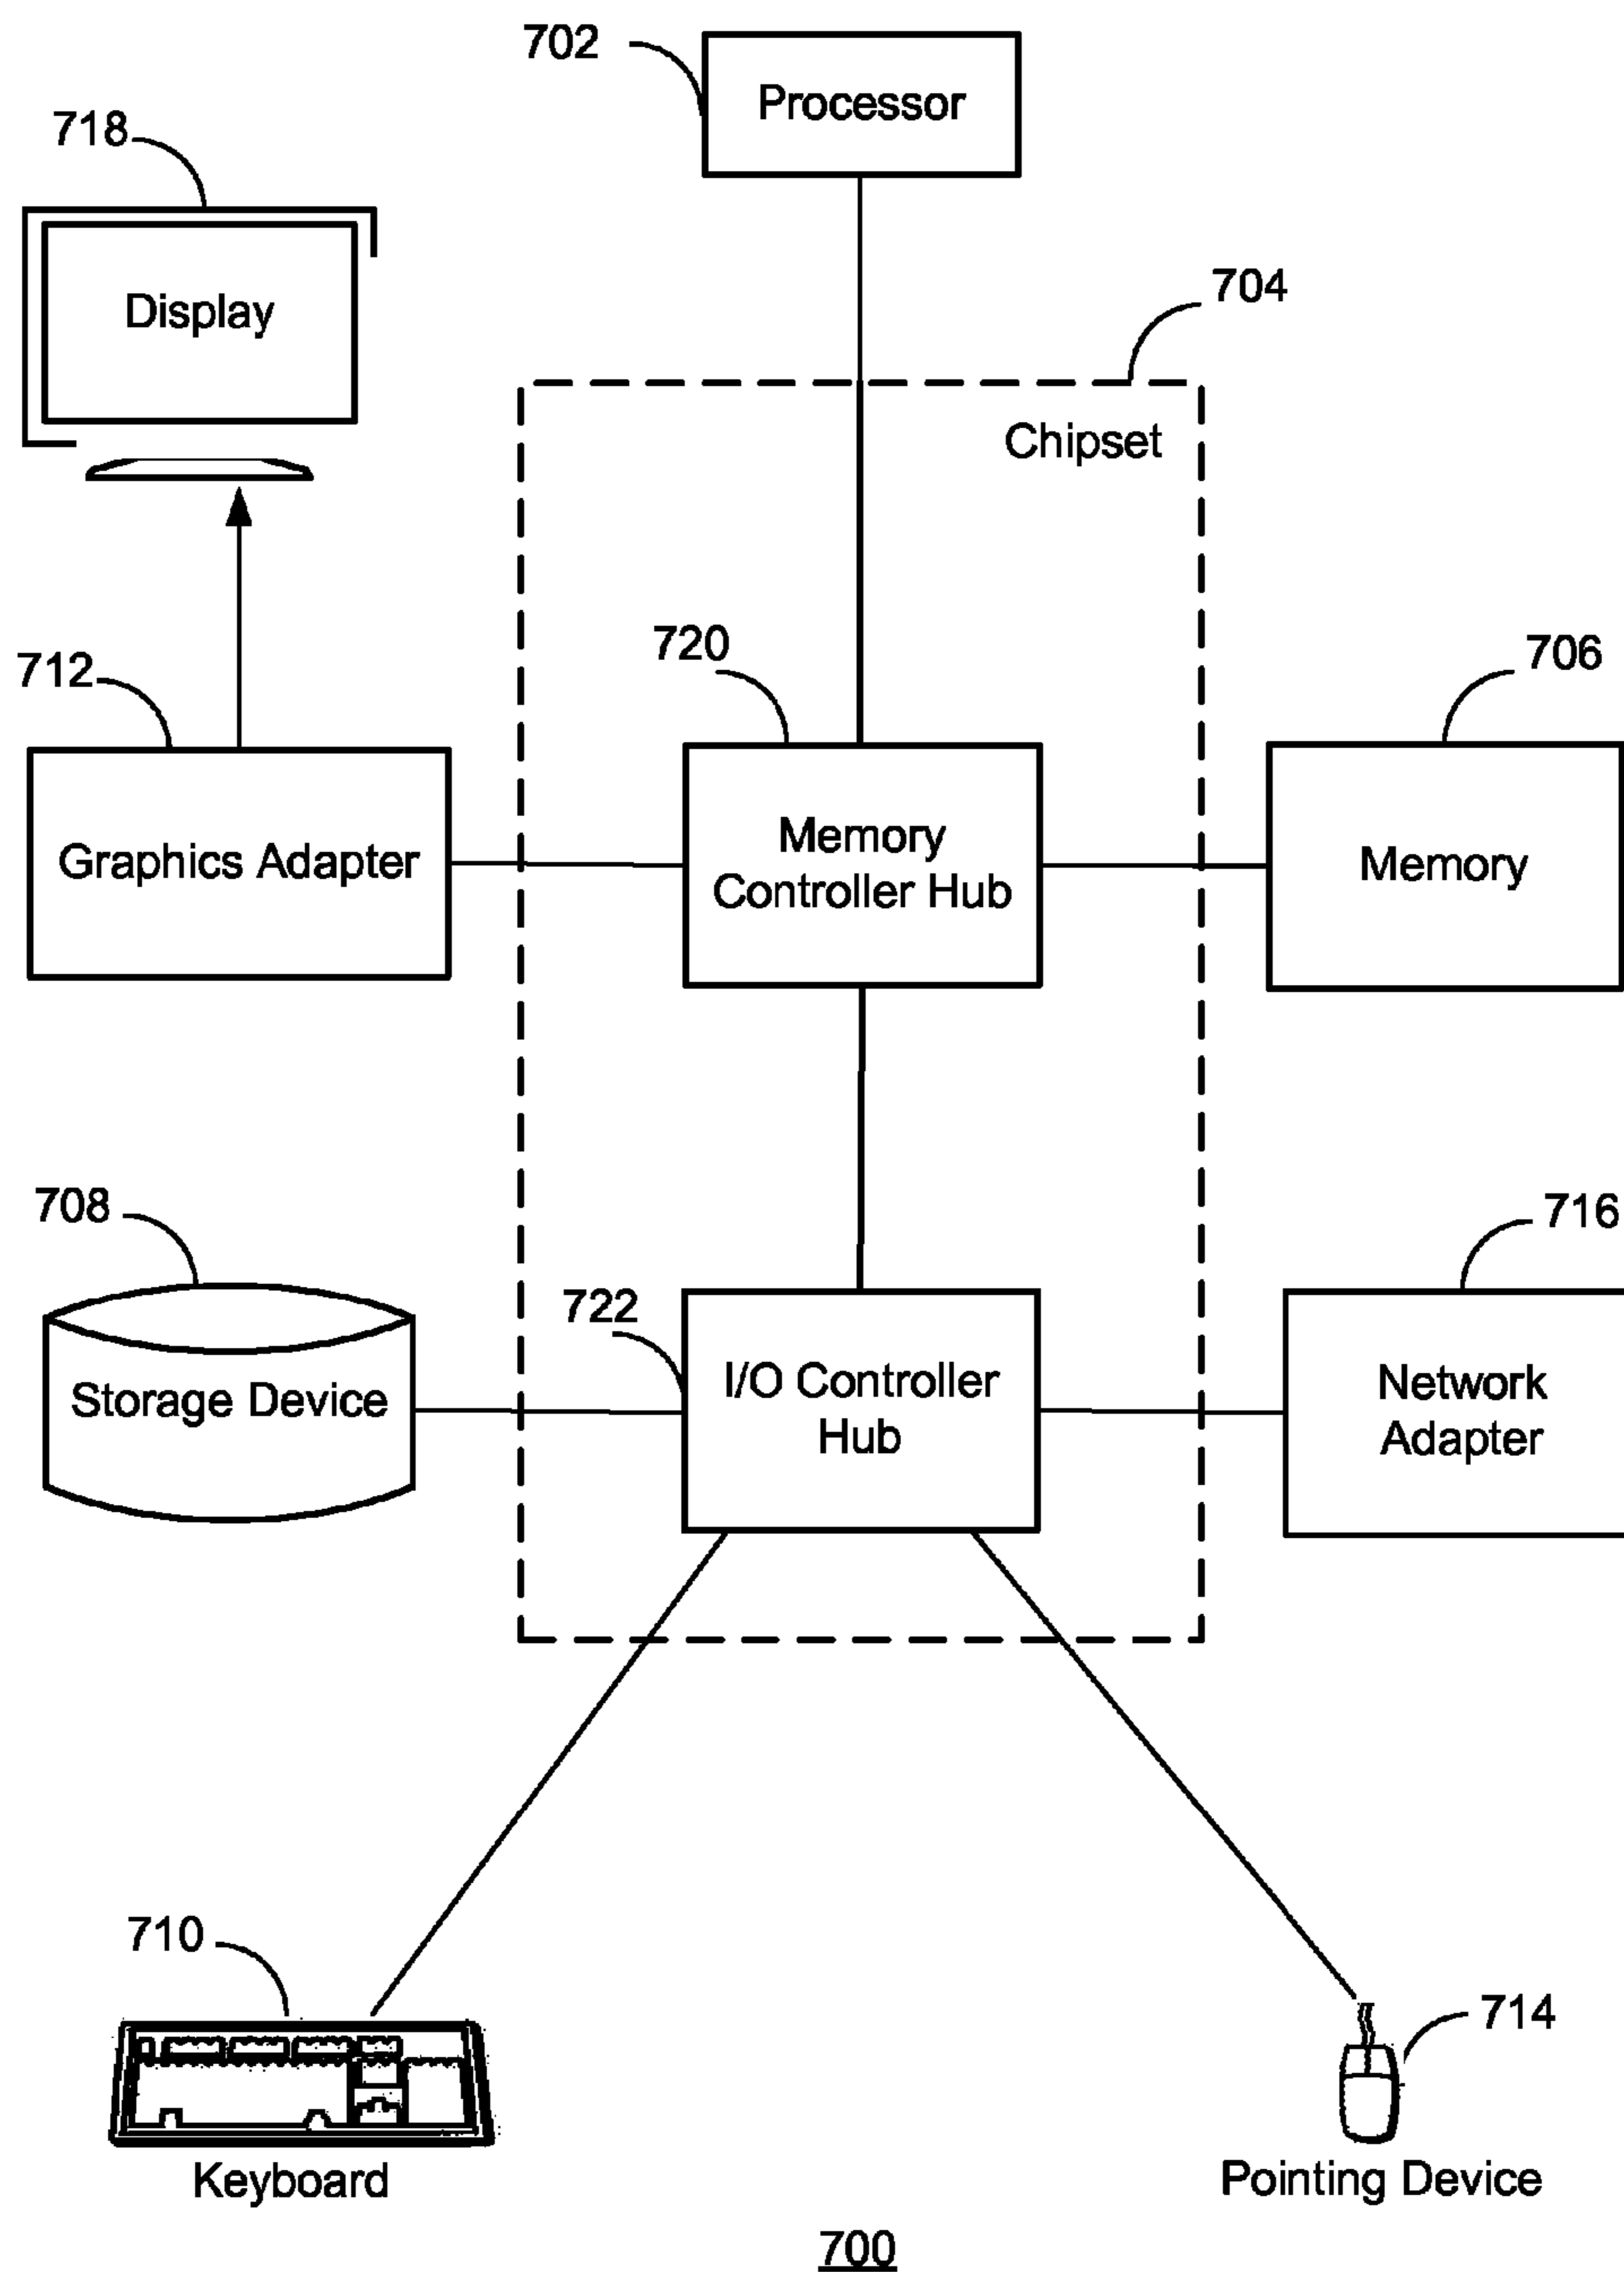 702
Processor
718
Display
704
Chipset
712
720
706
Graphics Adapter
Memory
Controller Hub
Memory
708
722
716
Storage Device
I/O Controller
Hub
Network
Adapter
710
714
Keyboard
Pointing Device
700